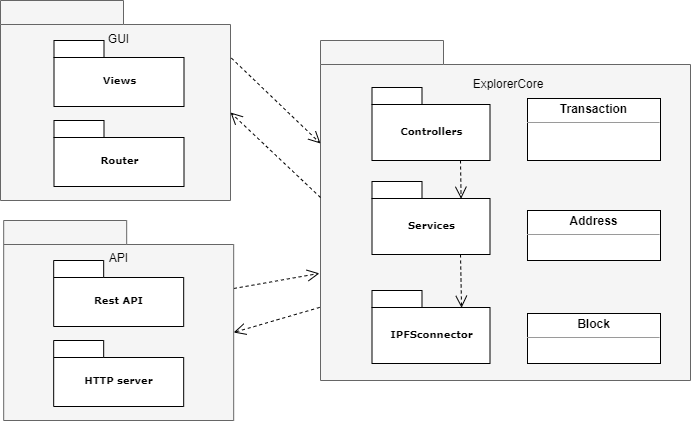 GUI
Views
Router
API
Rest API
HTTP server
ExplorerCore
Controllers
Services
IPFSconnector
Transaction
Address
Block